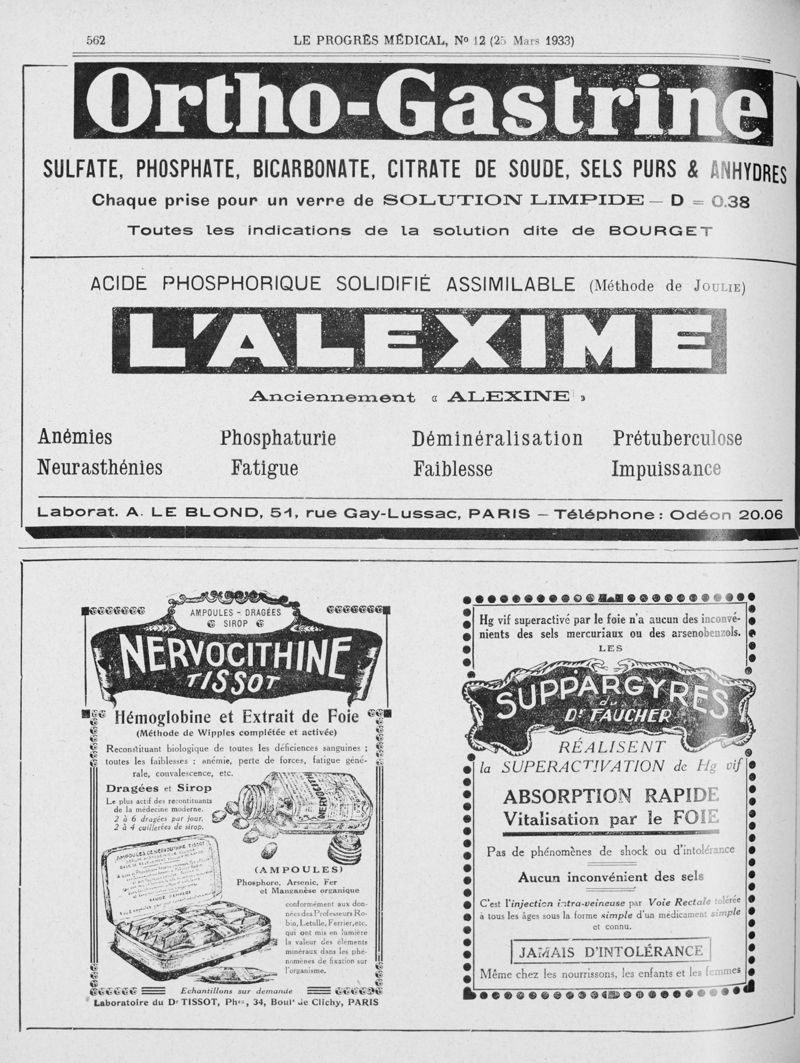 562
LE PROGRÈS MÉDICAL, No 12 (25 Mars 1933)
Ortho-Gastrine
SULFATE, PHOSPHATE, BICARBONATE, CITRATE DE SOUDE, SELS PURS & ANHYDRES
Chaque prise pour un verre de SOLUTION LIMPIDE — D = 0.38
Toutes les indications de la solution dite de BOURGET
ACIDE PHOSPHORIQUE SOLIDIFIÉ ASSIMILABLE (Méthode de JOULIE)
L'ALEXIME
Anciennement « ALEXINE »
Anémies Phosphaturie Déminéralisation Prétuberculose
Neurasthénies Fatigue Faiblesse Impuissance
Laborat. A. LE BLOND, 51, rue Gay-Lussac, PARIS — Téléphone : Odéon 20.06
AMPOULES - DRAGÉES
SIROP
NERVOCITHINE
TISSOT
Hémoglobine et Extrait de Foie
(Méthode de Wipples complétée et activée)
Reconstituant biologique de toutes les déficiences sanguines ;
toutes les faiblesses : anémie, perte de forces, fatigue géné-
rale, convalescence, etc.
Dragées et Sirop
Le plus actif des recontituants
de la médecine moderne.
2 à 6 dragées par jour.
2 à 4 cuillerées de sirop.
NERVOCI
AMPOULES DE NERVOCITHINE TISSOT
(AMPOULES)
Phosphore, Arsenic, Fer
et Manganèse organique
conformément aux don-
nées des Professeurs Ro-
bin, Letulle, Ferrier, etc.
qui ont mis en lumière
la valeur des éléments
minéraux dans les phé-
nomènes de fixation sur
l'organisme.
Echantillons sur demande
Laboratoire du Dr TISSOT, Phen, 34, Bould de Clichy, PARIS
Hg vif superactivé par le foie n'a aucun des inconvé-
nients des sels mercuriaux ou des arsenobenzols.
LES
SUPPARGYRES
du
Dr FAUCHER
RÉALISENT
la SUPERACTIVATION de Hg vif
ABSORPTION RAPIDE
Vitalisation par le FOIE
Pas de phénomènes de shock ou d'intolérance
Aucun inconvénient des sels
C'est l'injection intra-veineuse par Voie Rectale tolérée
à tous les âges sous la forme simple d'un médicament simple
et connu.
JAMAIS D'INTOLÉRANCE
Même chez les nourrissons, les enfants et les femmes